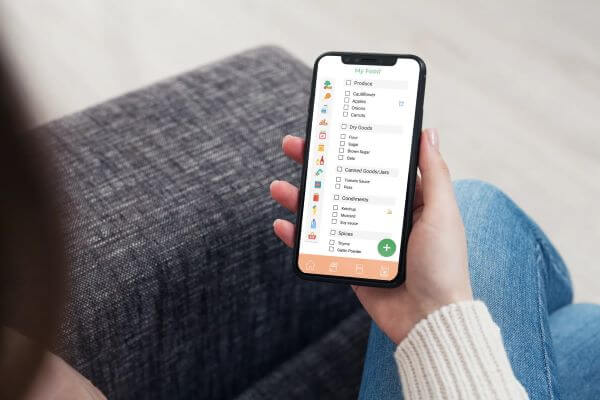 My Food
Produce
Cauliflower
Apples
Onions
Carrots
Dry Goods
Flour
Sugar
Brown Sugar
Oats
Canned Goods/Jars
Tomato Sauce
Peas
Condiments
Ketchup
Mustard
Soy sauce
Spices
Thyme
Garlic Powder